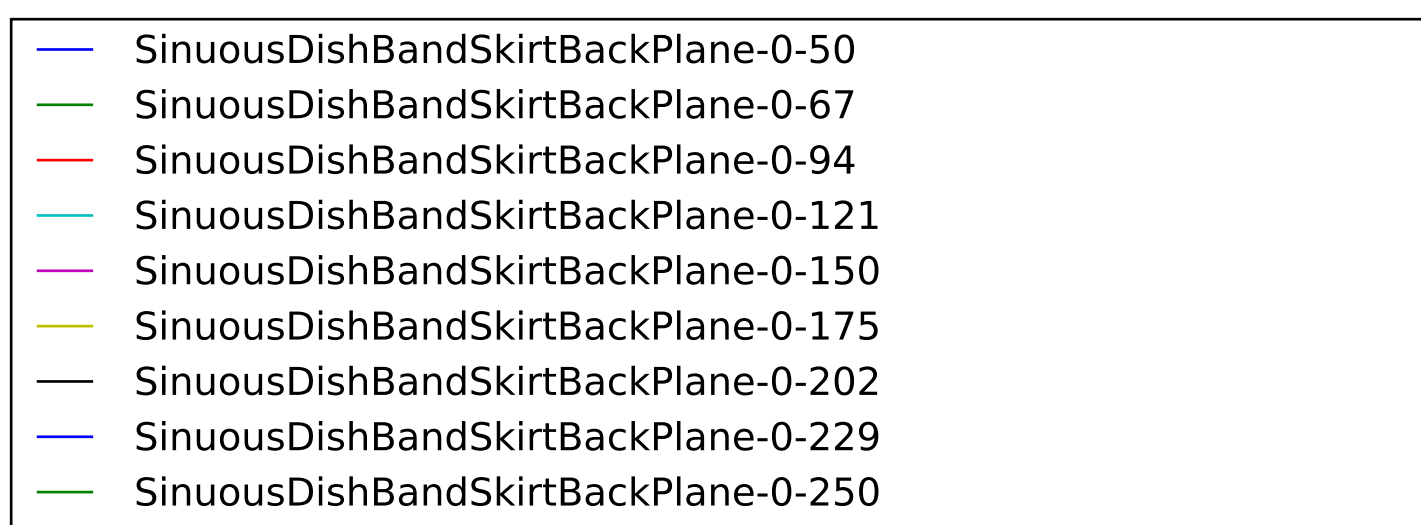 SinuousDishBandSkirtBackPlane-0-50
SinuousDishBandSkirtBackPlane-0-67
SinuousDishBandSkirtBackPlane-0-94
SinuousDishBandSkirtBackPlane-0-121
SinuousDishBandSkirtBackPlane-0-150
SinuousDishBandSkirtBackPlane-0-175
SinuousDishBandSkirtBackPlane-0-202
SinuousDishBandSkirtBackPlane-0-229
SinuousDishBandSkirtBackPlane-0-250